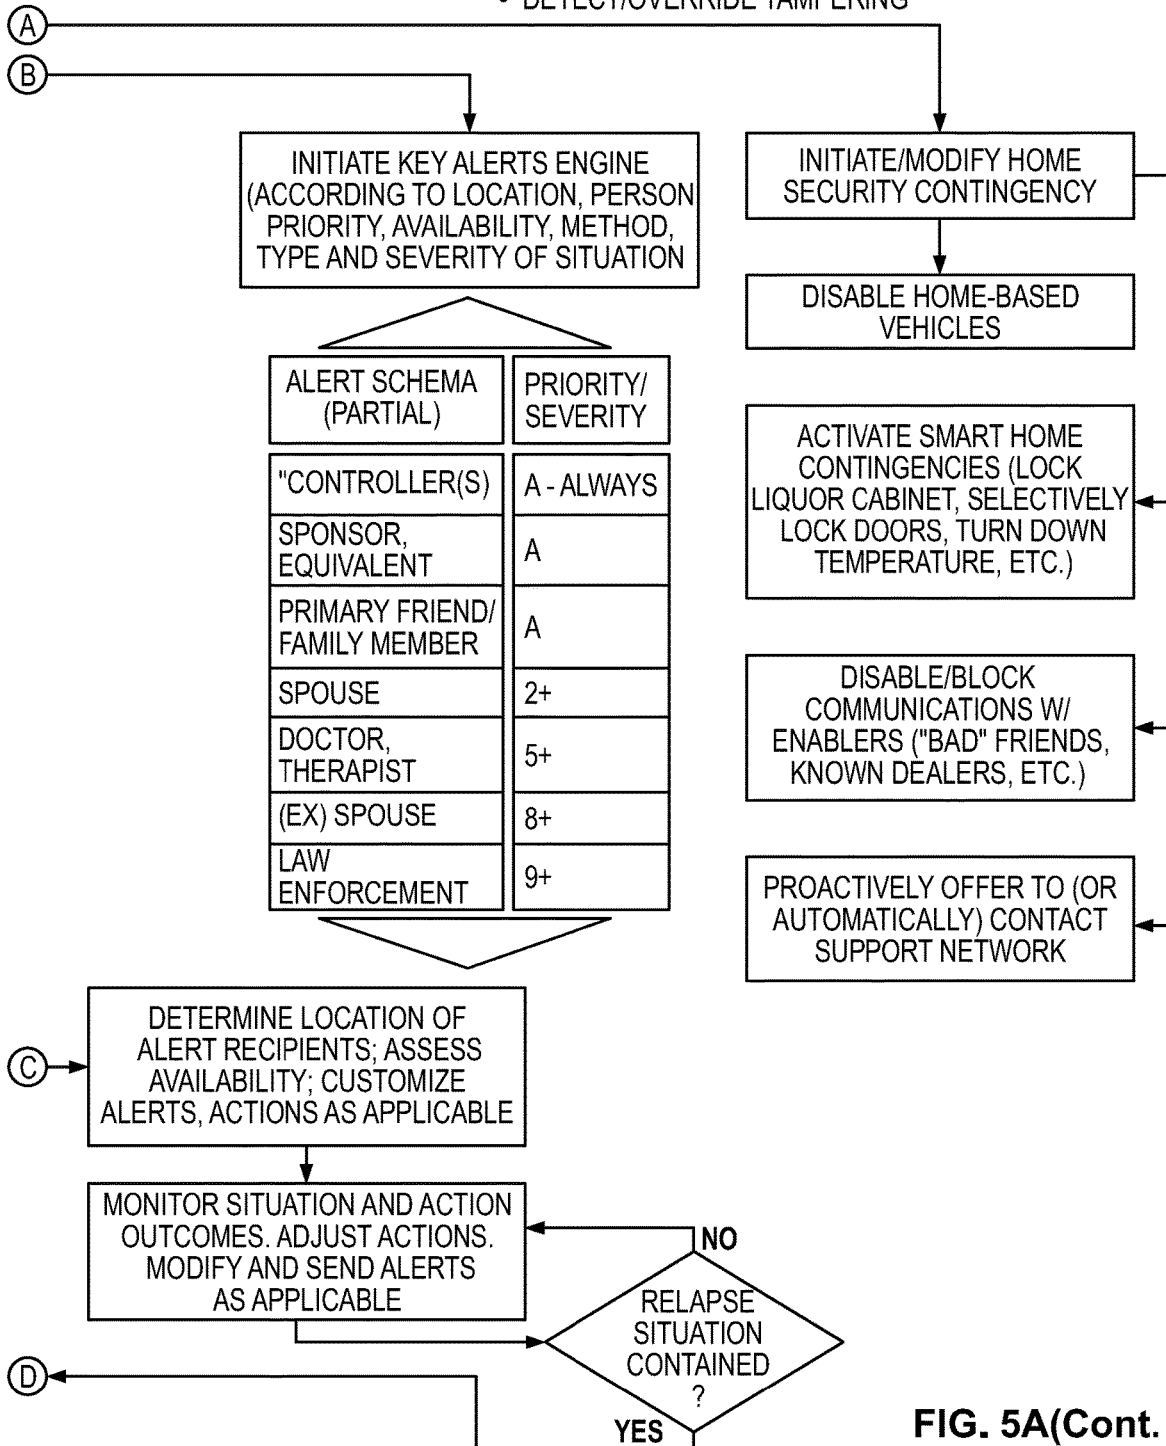 • DETECT/OVERRIDE TAMPERING
A
B
INITIATE KEY ALERTS ENGINE
(ACCORDING TO LOCATION, PERSON
PRIORITY, AVAILABILITY, METHOD,
TYPE AND SEVERITY OF SITUATION
INITIATE/MODIFY HOME
SECURITY CONTINGENCY
DISABLE HOME-BASED
VEHICLES
ALERT SCHEMA
(PARTIAL)
PRIORITY/
SEVERITY
"CONTROLLER(S)
A - ALWAYS
SPONSOR,
EQUIVALENT
A
PRIMARY FRIEND/
FAMILY MEMBER
A
SPOUSE
2+
DOCTOR,
THERAPIST
5+
(EX) SPOUSE
8+
LAW
ENFORCEMENT
9+
ACTIVATE SMART HOME
CONTINGENCIES (LOCK
LIQUOR CABINET, SELECTIVELY
LOCK DOORS, TURN DOWN
TEMPERATURE, ETC.)
DISABLE/BLOCK
COMMUNICATIONS W/
ENABLERS ("BAD" FRIENDS,
KNOWN DEALERS, ETC.)
PROACTIVELY OFFER TO (OR
AUTOMATICALLY) CONTACT
SUPPORT NETWORK
C
DETERMINE LOCATION OF
ALERT RECIPIENTS; ASSESS
AVAILABILITY; CUSTOMIZE
ALERTS, ACTIONS AS APPLICABLE
MONITOR SITUATION AND ACTION
OUTCOMES. ADJUST ACTIONS.
MODIFY AND SEND ALERTS
AS APPLICABLE
NO
RELAPSE
SITUATION
CONTAINED
?
YES
D
FIG. 5A(Cont.